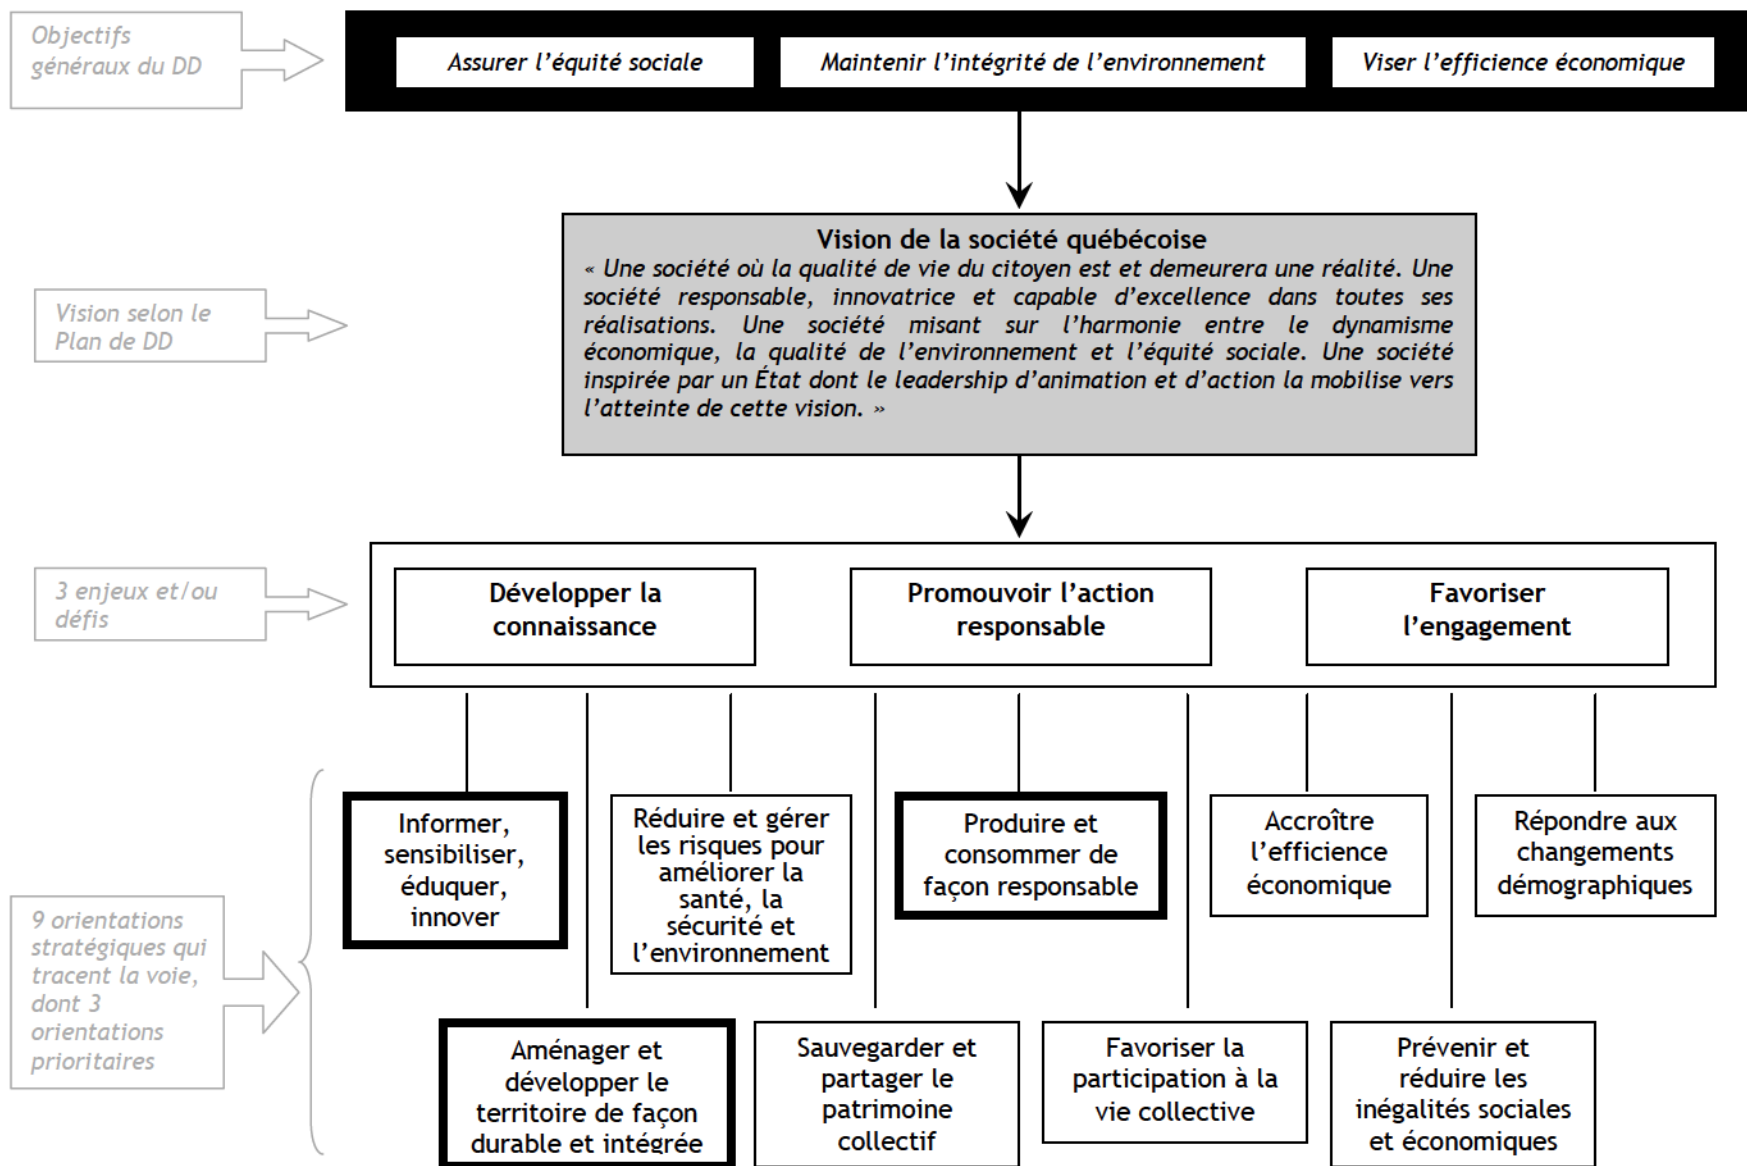 Objectifs
généraux du DD
Assurer l’équité sociale
Maintenir l’intégrité de l’environnement
Viser l’efficience économique
Vision selon le
Plan de DD
Vision de la société québécoise
« Une société où la qualité de vie du citoyen est et demeurera une réalité. Une
société responsable, innovatrice et capable d’excellence dans toutes ses
réalisations. Une société misant sur l’harmonie entre le dynamisme
économique, la qualité de l’environnement et l’équité sociale. Une société
inspirée par un État dont le leadership d’animation et d’action la mobilise vers
l’atteinte de cette vision. »
3 enjeux et/ou
défis
Développer la
connaissance
Promouvoir l’action
responsable
Favoriser
l’engagement
9 orientations
stratégiques qui
tracent la voie,
dont 3
orientations
prioritaires
Informer,
sensibiliser,
éduquer,
innover
Réduire et gérer
les risques pour
améliorer la
santé, la
sécurité et
l’environnement
Produire et
consommer de
façon responsable
Accroître
l’efficience
économique
Répondre aux
changements
démographiques
Aménager et
développer le
territoire de façon
durable et intégrée
Sauvegarder et
partager le
patrimoine
collectif
Favoriser la
participation à la
vie collective
Prévenir et
réduire les
inégalités sociales
et économiques